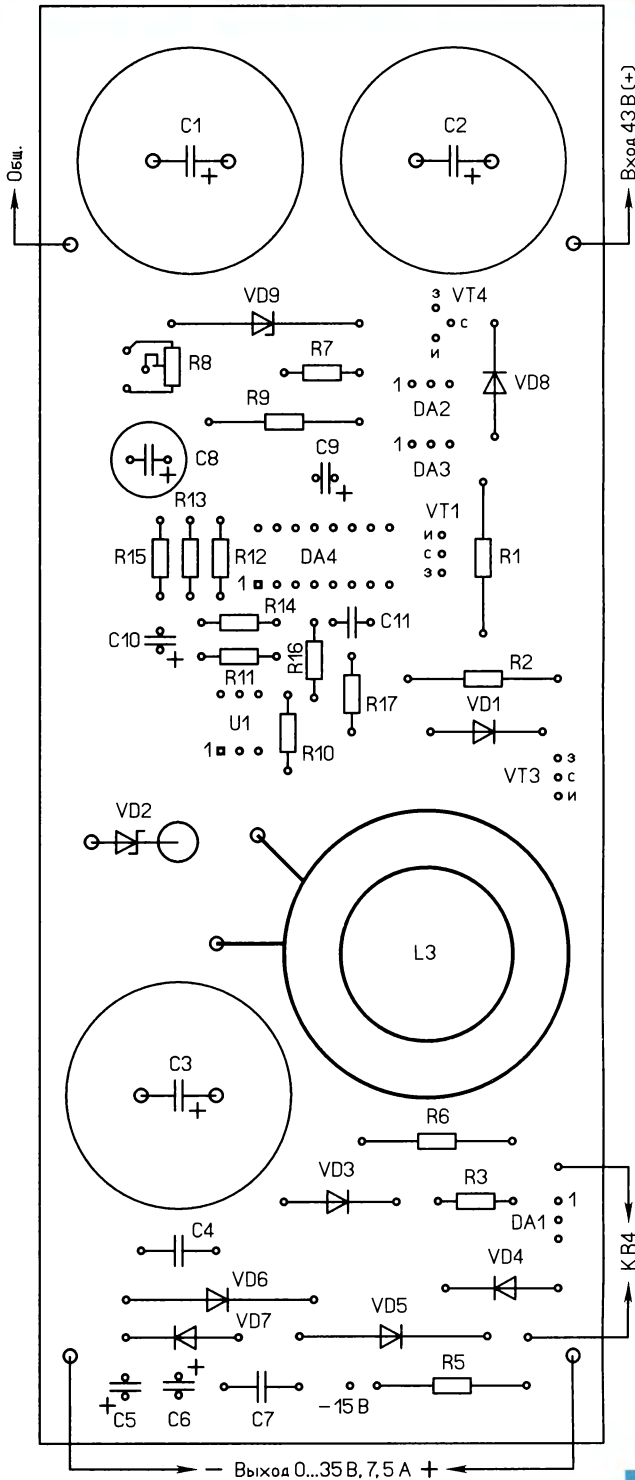 C1
C2
+
+
Общ.
Вход 43 В (+)
VD9
з
VT4
с
и
R8
R7
1
DA2
VD8
R9
C8
+
C9
+
1
DA3
R13
VT1
и
с
з
R15
R12
DA4
R1
1
R14
C10
+
C11
R11
R16
R2
R17
U1
R10
VD1
1
VT3
з
с
и
VD2
L3
C3
+
R6
VD3
R3
1
DA1
К R4
C4
VD4
VD6
VD5
VD7
+
+
C5
C6
C7
-15 В
R5
− Выход 0...35 В, 7,5 А +